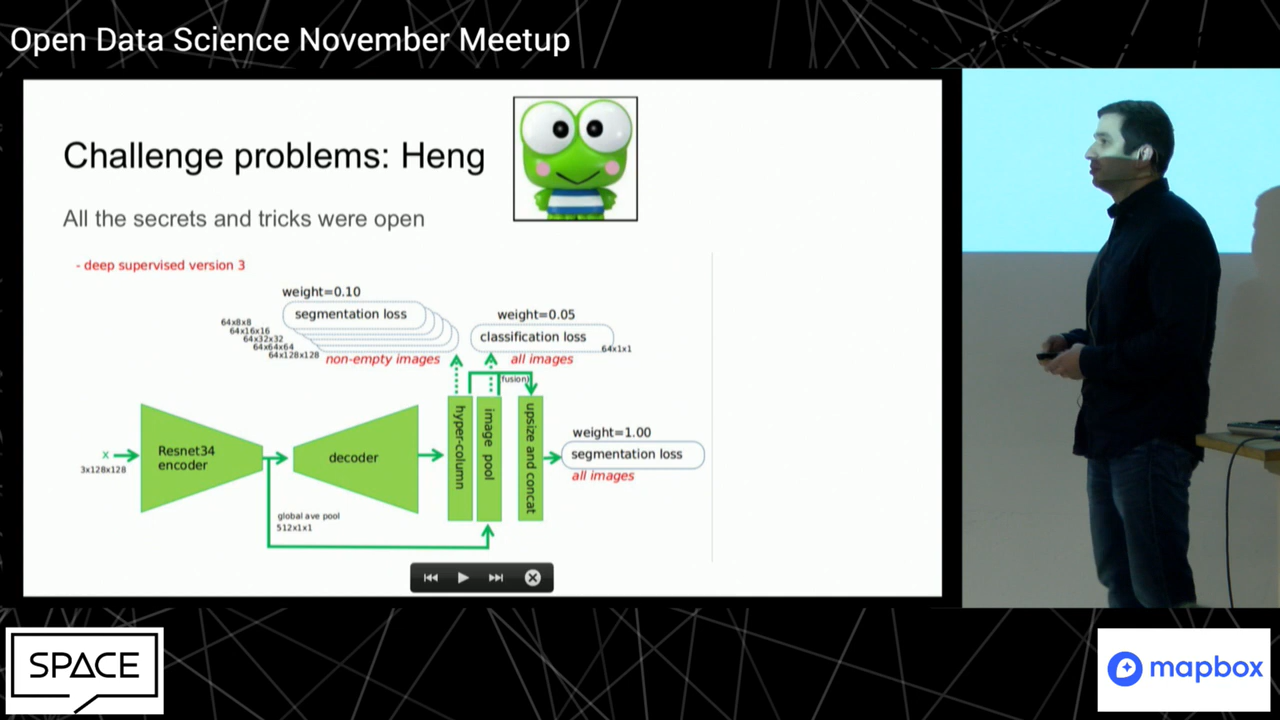 Open Data Science November Meetup
Challenge problems: Heng
All the secrets and tricks were open
- deep supervised version 3
weight=0.10
segmentation loss
64x8x8
64x16x16
64x32x32
64x64x64
64x128x128
non-empty images
weight=0.05
classification loss
64x1x1
all images
(fusion)
x
3x128x128
Resnet34
encoder
decoder
hyper-column
image pool
upsize and concat
weight=1.00
segmentation loss
all images
global ave pool
512x1x1
SPACE
mapbox